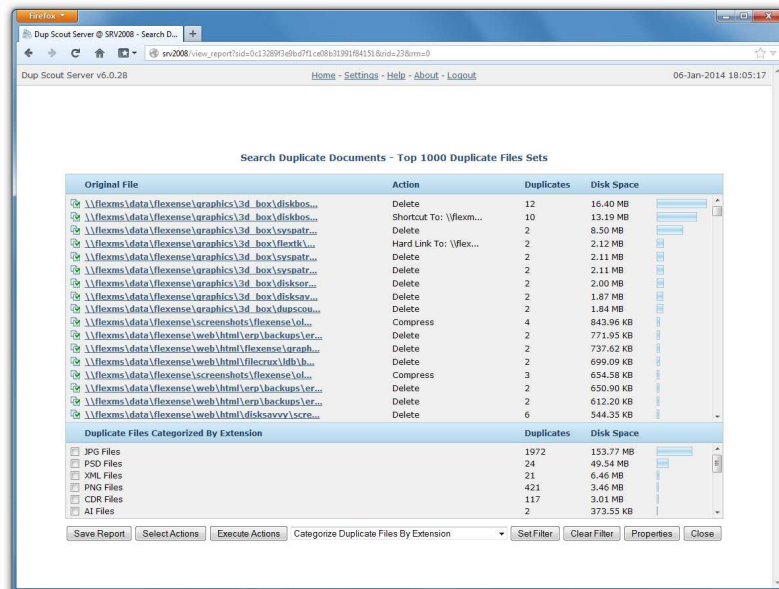 Firefox
Dup Scout Server @ SRV2008 - Search D...
srv2008/view_report?sid=0c13289f3e9bd7f1ce08b31991f84151&rid=23&rm=0
Dup Scout Server v6.0.28 Home - Settings - Help - About - Logout 06-Jan-2014 18:05:17
Search Duplicate Documents - Top 1000 Duplicate Files Sets
Original File Action Duplicates Disk Space
\\flexms\data\flexense\graphics\3d_box\diskbos... Delete 12 16.40 MB
\\flexms\data\flexense\graphics\3d_box\diskbos... Shortcut To: \\flexm... 10 13.19 MB
\\flexms\data\flexense\graphics\3d_box\syspatr... Delete 2 8.50 MB
\\flexms\data\flexense\graphics\3d_box\flextk\... Hard Link To: \\flex... 2 2.12 MB
\\flexms\data\flexense\graphics\3d_box\syspatr... Delete 2 2.11 MB
\\flexms\data\flexense\graphics\3d_box\syspatr... Delete 2 2.11 MB
\\flexms\data\flexense\graphics\3d_box\disksor... Delete 2 2.00 MB
\\flexms\data\flexense\graphics\3d_box\disksav... Delete 2 1.87 MB
\\flexms\data\flexense\graphics\3d_box\dupscou... Delete 2 1.84 MB
\\flexms\data\flexense\screenshots\flexense\ol... Compress 4 843.96 KB
\\flexms\data\flexense\web\html\erp\backups\er... Delete 2 771.95 KB
\\flexms\data\flexense\web\html\flexense\graph... Delete 2 737.62 KB
\\flexms\data\flexense\web\html\filecrux\ldb\b... Delete 2 699.09 KB
\\flexms\data\flexense\screenshots\flexense\ol... Compress 3 654.58 KB
\\flexms\data\flexense\web\html\erp\backups\er... Delete 2 650.90 KB
\\flexms\data\flexense\web\html\erp\backups\er... Delete 2 612.20 KB
\\flexms\data\flexense\web\html\disksavvy\scre... Delete 6 544.35 KB
Duplicate Files Categorized By Extension Duplicates Disk Space
JPG Files 1972 153.77 MB
PSD Files 24 49.54 MB
XML Files 21 6.46 MB
PNG Files 421 3.46 MB
CDR Files 117 3.01 MB
AI Files 2 373.55 KB
Save Report Select Actions Execute Actions Categorize Duplicate Files By Extension Set Filter Clear Filter Properties Close